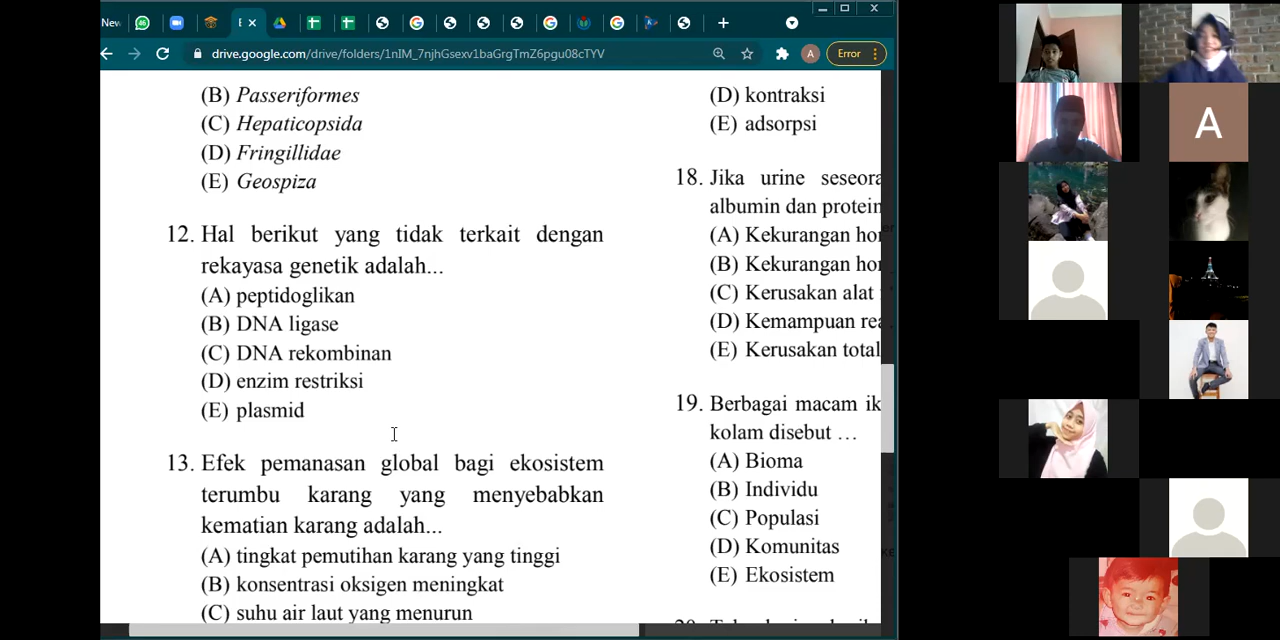 New
46
E
drive.google.com/drive/folders/1nIM_7njhGsexv1baGrgTmZ6pgu08cTYV
A
Error
(B) Passeriformes
(C) Hepaticopsida
(D) Fringillidae
(E) Geospiza
12. Hal berikut yang tidak terkait dengan
rekayasa genetik adalah...
(A) peptidoglikan
(B) DNA ligase
(C) DNA rekombinan
(D) enzim restriksi
(E) plasmid
13. Efek pemanasan global bagi ekosistem
terumbu karang yang menyebabkan
kematian karang adalah...
(A) tingkat pemutihan karang yang tinggi
(B) konsentrasi oksigen meningkat
(C) suhu air laut yang menurun
(D) kontraksi
(E) adsorpsi
18. Jika urine seseora
albumin dan protein
(A) Kekurangan hor
(B) Kekurangan hor
(C) Kerusakan alat
(D) Kemampuan rea
(E) Kerusakan total
19. Berbagai macam ik
kolam disebut ...
(A) Bioma
(B) Individu
(C) Populasi
(D) Komunitas
(E) Ekosistem
A